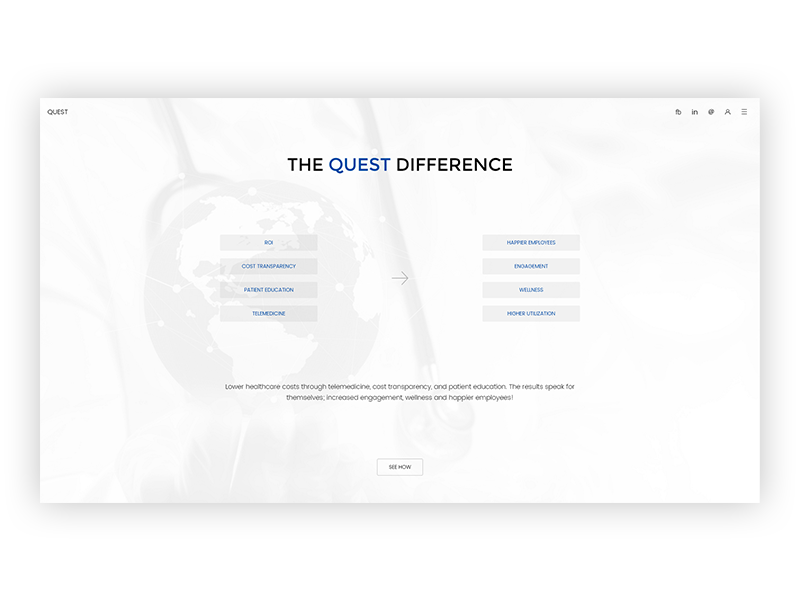 QUEST
fb in @
THE QUEST DIFFERENCE
ROI
COST TRANSPARENCY
PATIENT EDUCATION
TELEMEDICINE
HAPPIER EMPLOYEES
ENGAGEMENT
WELLNESS
HIGHER UTILIZATION
Lower healthcare costs through telemedicine, cost transparency, and patient education. The results speak for
themselves; increased engagement, wellness and happier employees!
SEE HOW